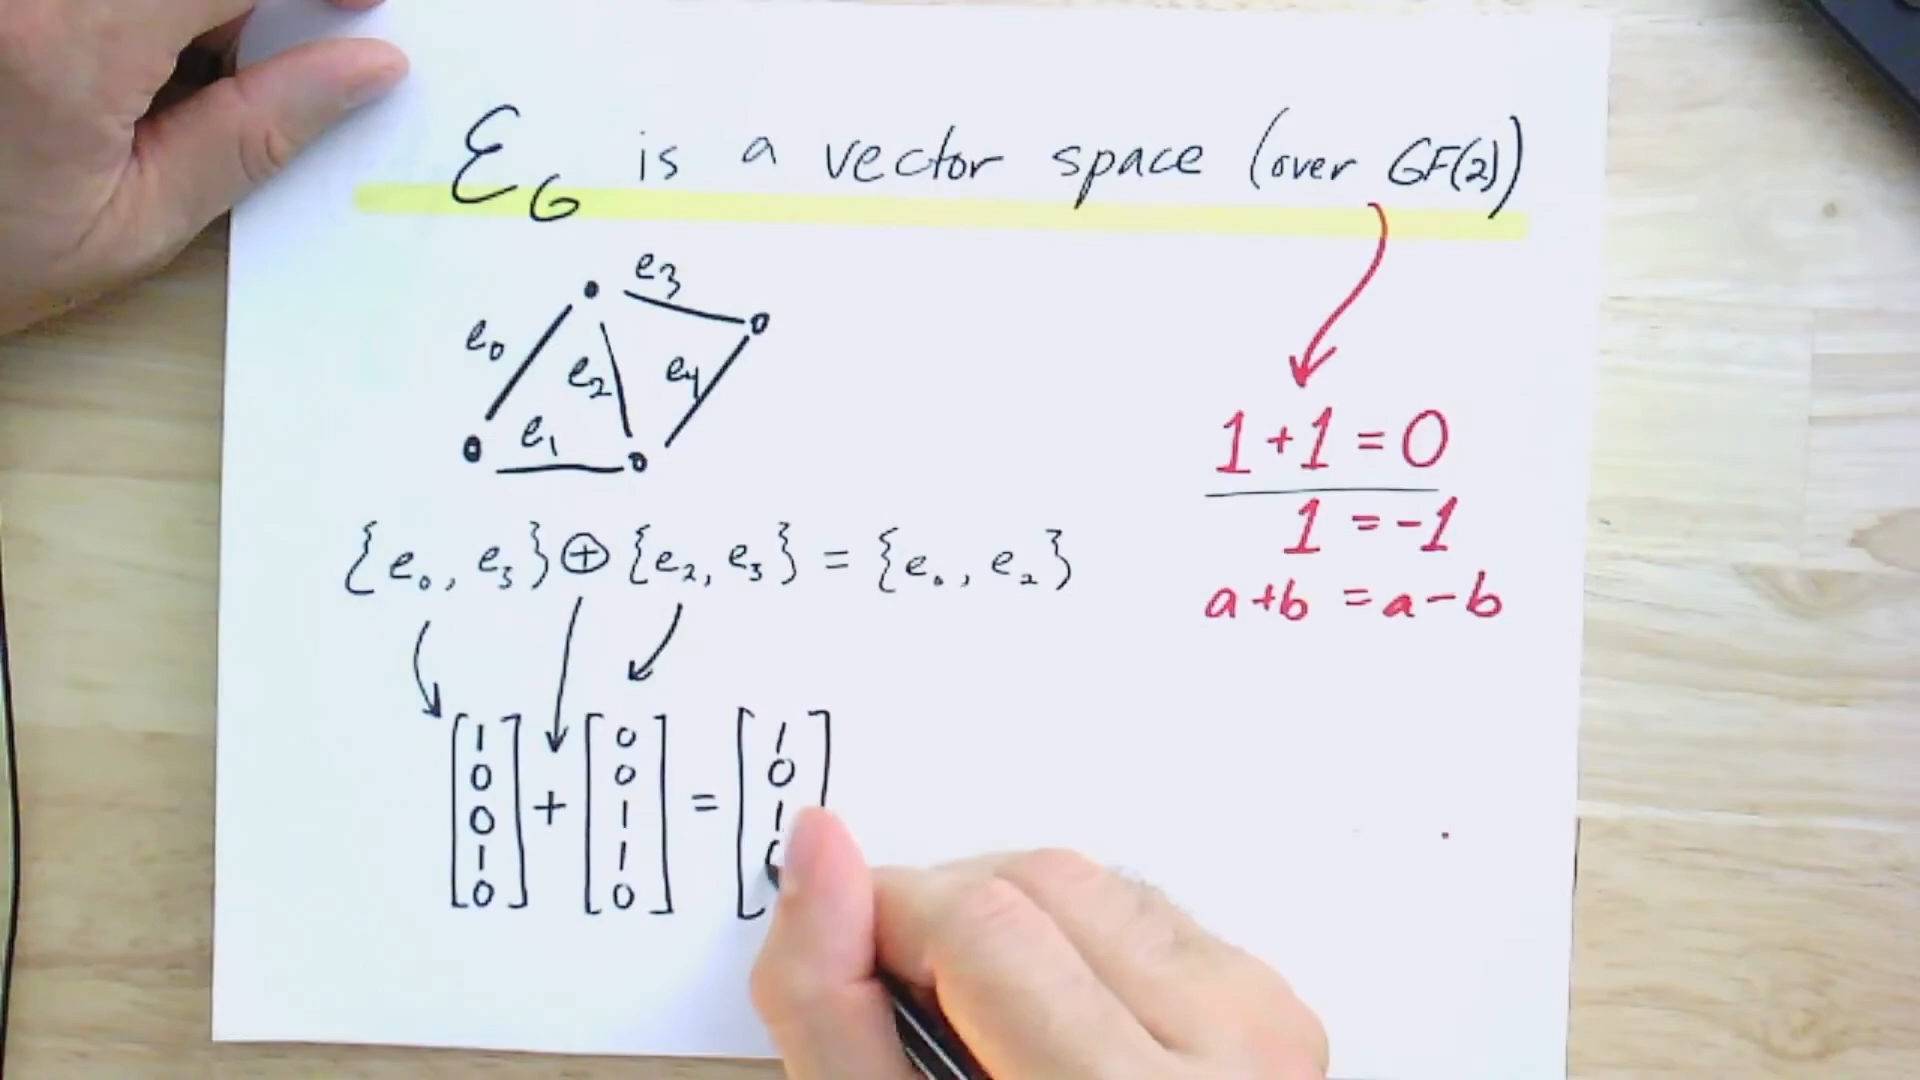 ℰG is a vector space (over GF(2))
e3
e0
e2
e4
e1
1+1=0
1=-1
a+b=a-b
{e0, e3}⊕{e2, e3}={e0, e2}
[1 0 0 1 0] + [0 0 1 1 0] = [1 0 1